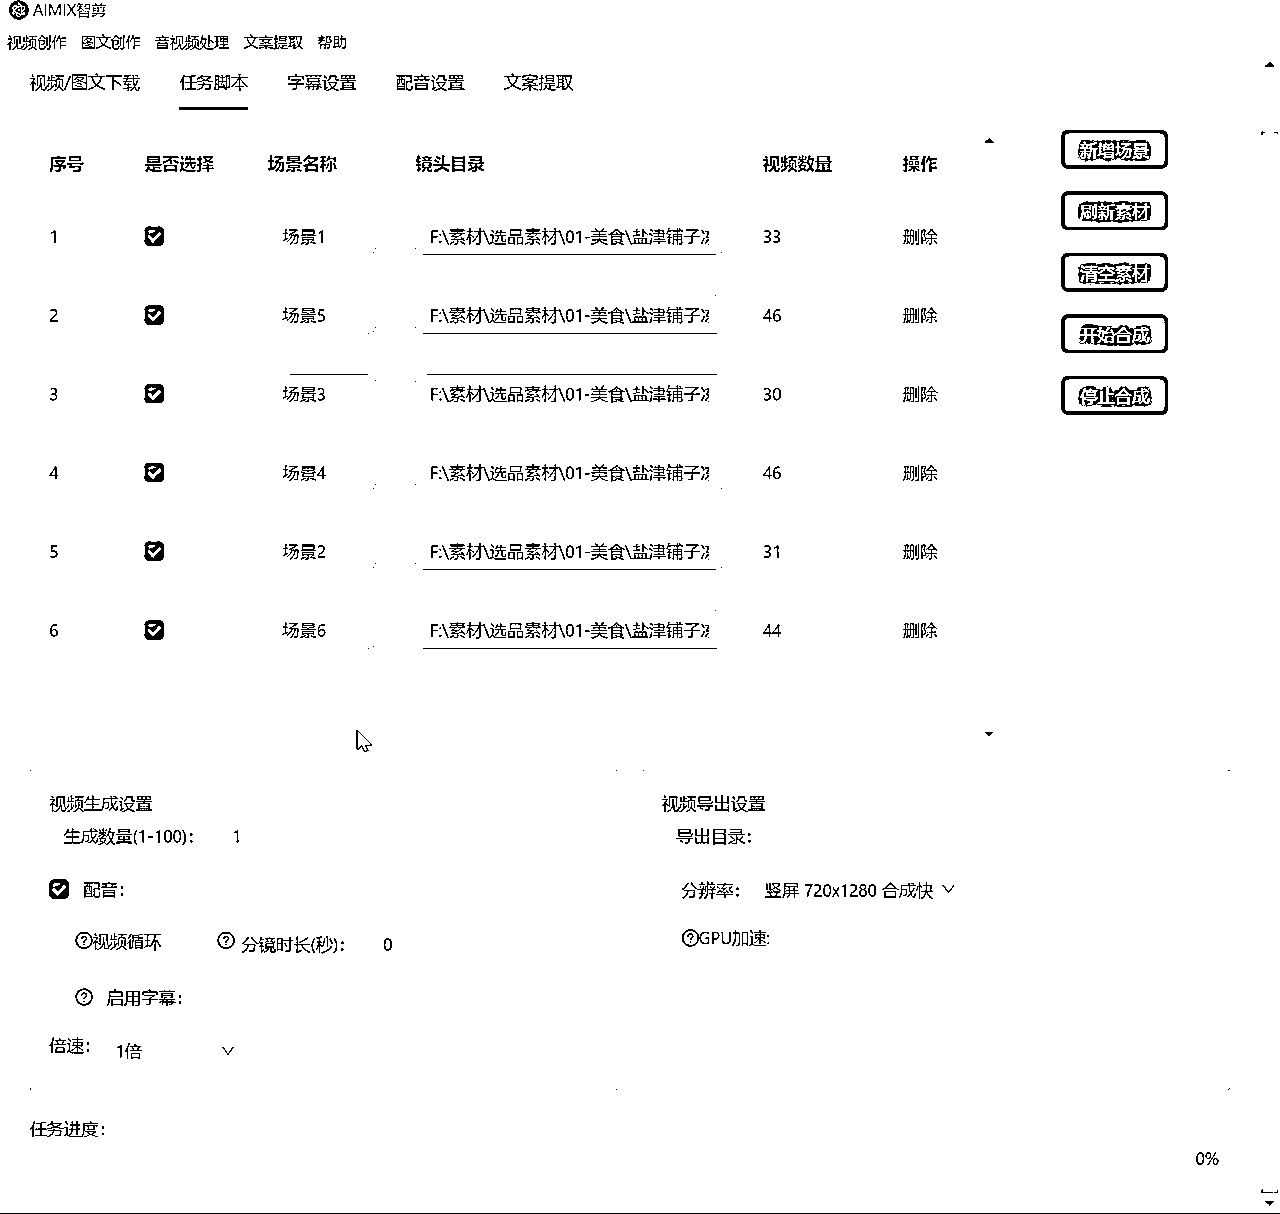 AIMIX智剪
视频创作 图文创作 音视频处理 文案提取 帮助
视频/图文下载 任务脚本 字幕设置 配音设置 文案提取
序号 是否选择 场景名称 镜头目录 视频数量 操作
1 场景1 F:\素材\选品素材\01-美食\盐津铺子 33 删除
2 场景5 F:\素材\选品素材\01-美食\盐津铺子 46 删除
3 场景3 F:\素材\选品素材\01-美食\盐津铺子 30 删除
4 场景4 F:\素材\选品素材\01-美食\盐津铺子 46 删除
5 场景2 F:\素材\选品素材\01-美食\盐津铺子 31 删除
6 场景6 F:\素材\选品素材\01-美食\盐津铺子 44 删除
新增场景
刷新素材
清空素材
开始合成
停止合成
视频生成设置
生成数量(1-100): 1
配音:
视频循环 分镜时长(秒): 0
启用字幕:
倍速: 1倍
视频导出设置
导出目录:
分辨率: 竖屏 720x1280 合成快
GPU加速:
任务进度:
0%